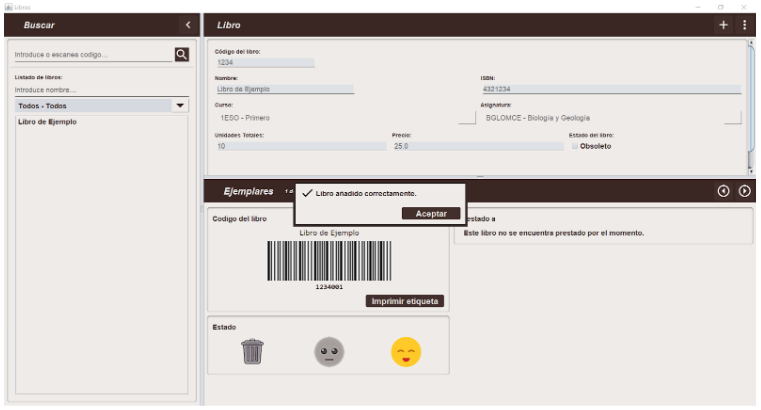 Libros
Buscar
Introduce o escanea codigo...
Listado de libros:
Introduce nombre...
Todos - Todos
Libro de Ejemplo
Libro
Código del libro:
1234
Nombre:
Libro de Ejemplo
ISBN:
4321234
Curso:
1ESO - Primero
Asignatura:
BGLOMCE - Biología y Geología
Unidades Totales:
10
Precio:
25.0
Estado del libro:
Obsoleto
Ejemplares
Libro añadido correctamente.
Aceptar
Codigo del libro
Libro de Ejemplo
1234001
Imprimir etiqueta
estado a
Este libro no se encuentra prestado por el momento.
Estado